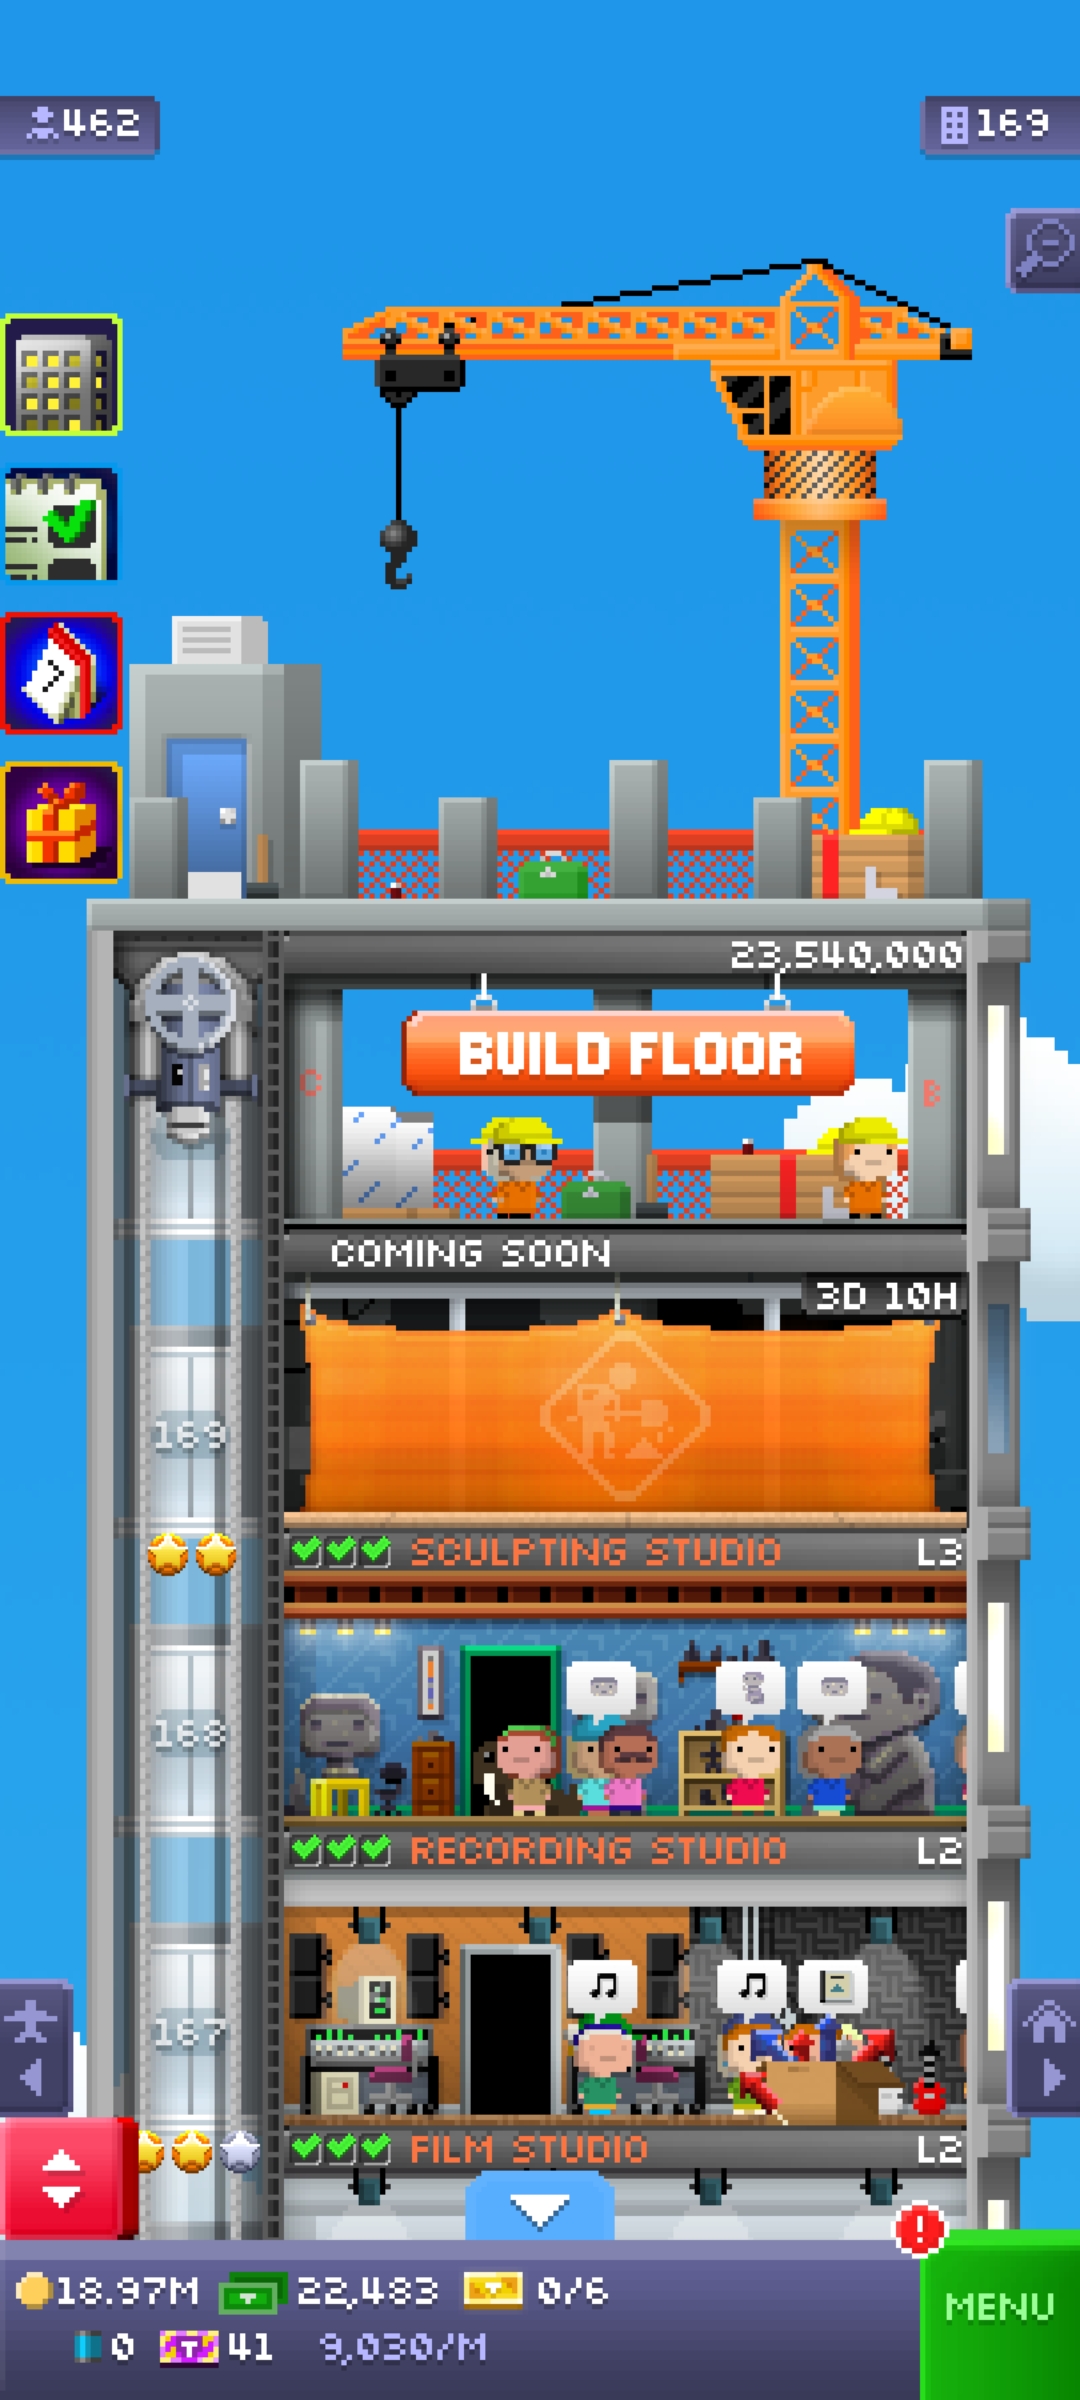 462
169
23,540,000
BUILD FLOOR
C
B
COMING SOON
3D 10H
169
SCULPTING STUDIO L3
168
RECORDING STUDIO L2
167
FILM STUDIO L2
18.97M 22,483 0/6
0 41 9,030/M
MENU